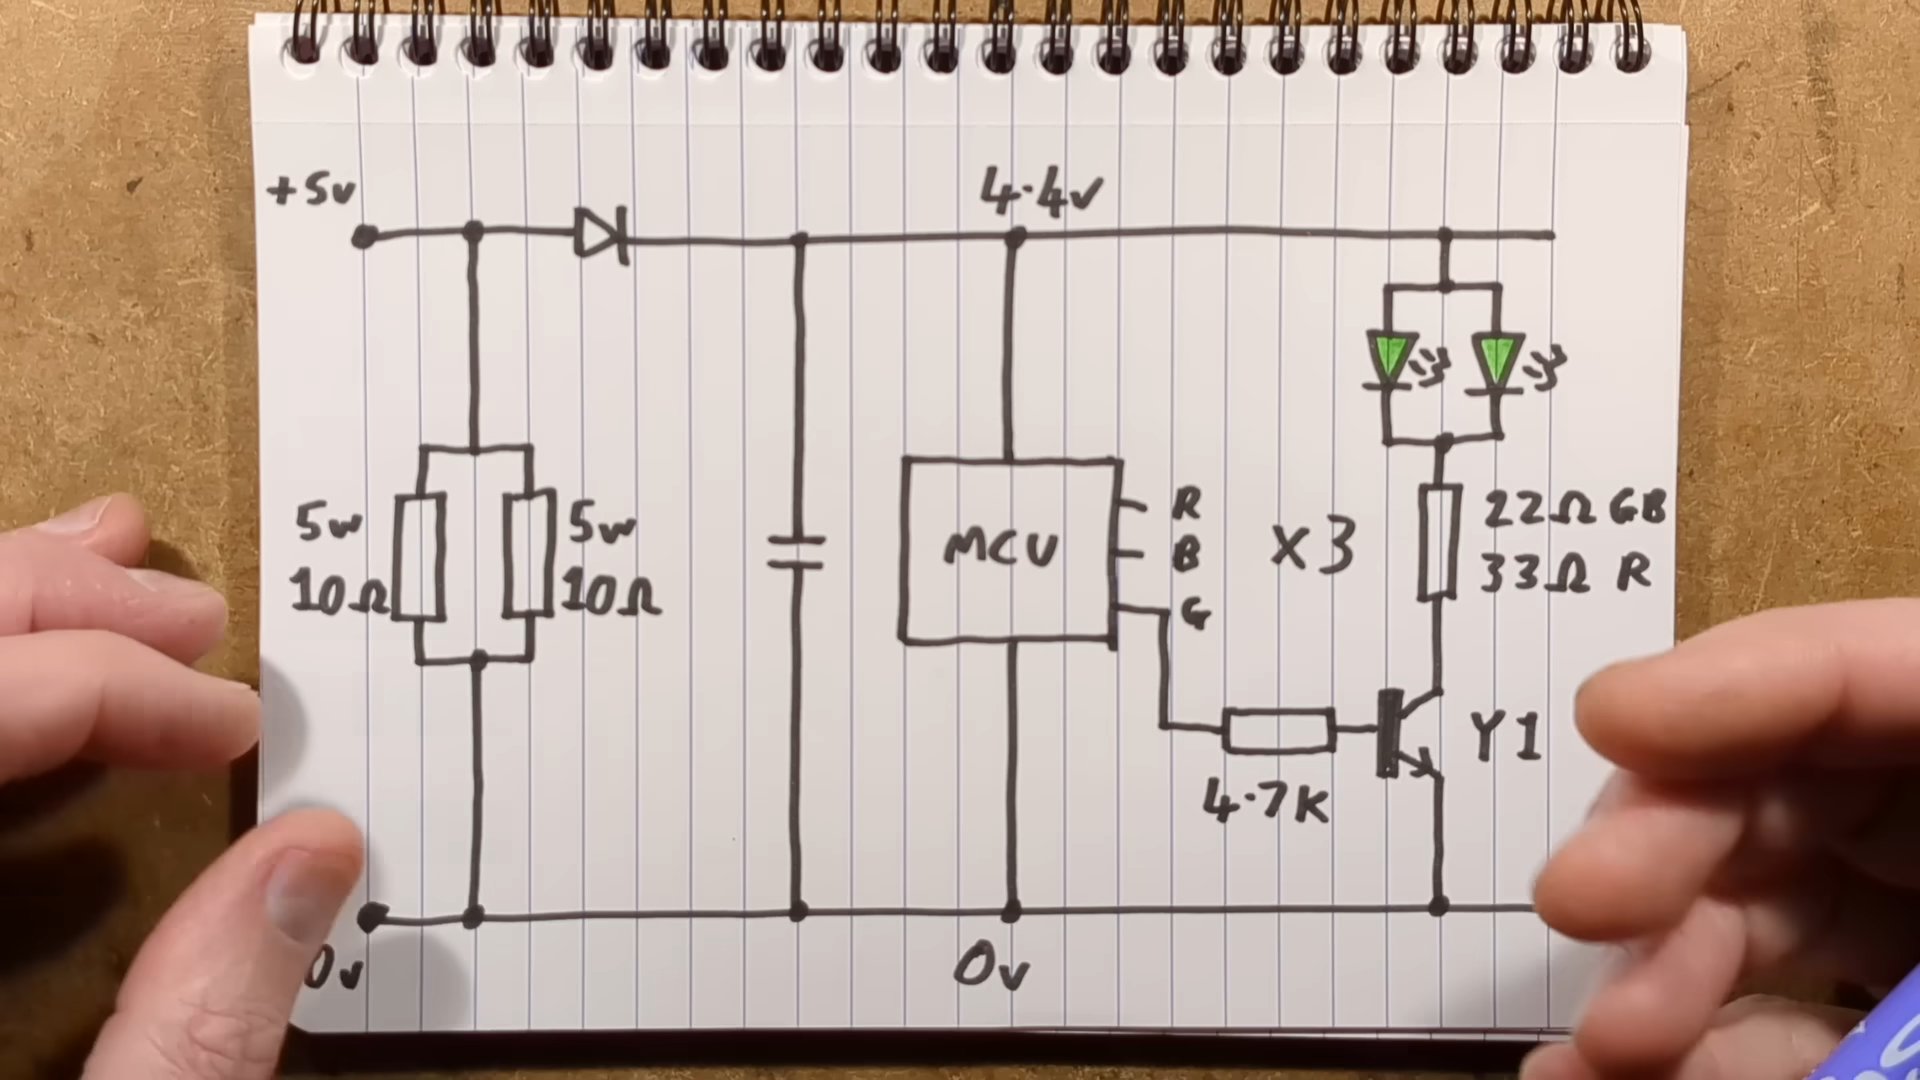 +5v
4.4v
5w
10Ω
5w
10Ω
MCU
R
B
G
X3
22Ω GB
33Ω R
4.7K
Y1
0v
0v